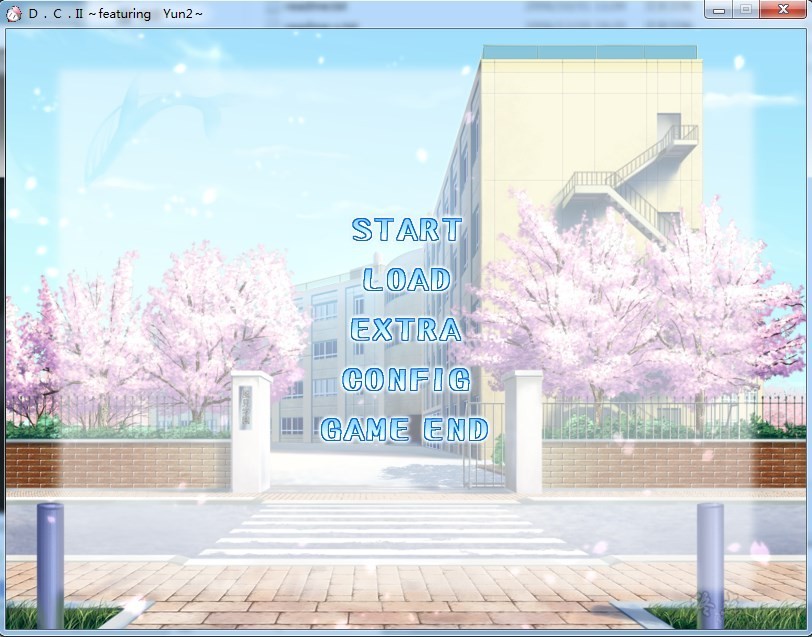 D．C．II ~featuring　Yun2~
START
LOAD
EXTRA
CONFIG
GAME END